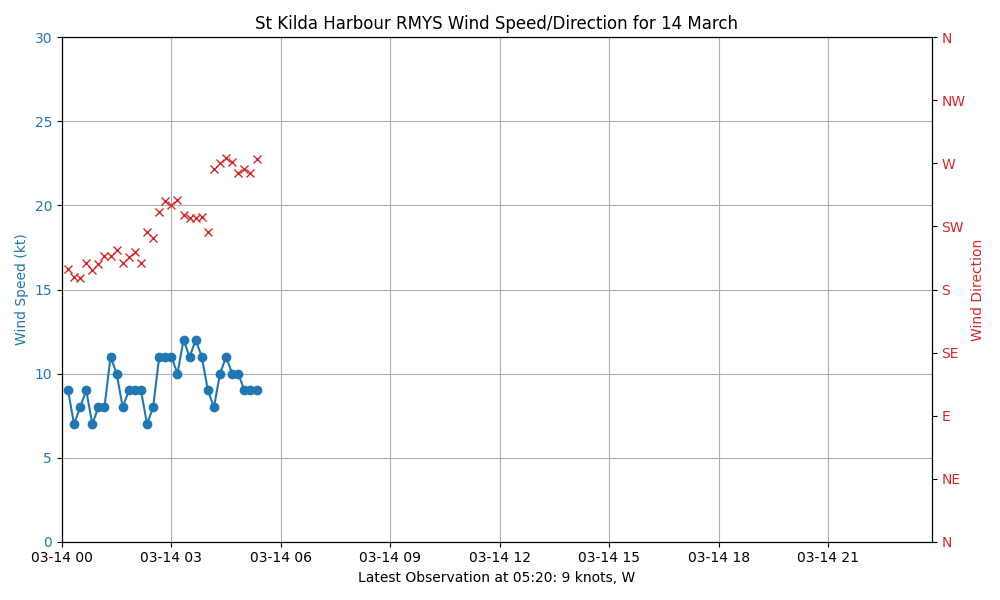 St Kilda Harbour RMYS Wind Speed/Direction for 14 March
Wind Speed (kt)
30
25
20
15
10
5
0
N
NW
W
SW
S
SE
E
NE
N
Wind Direction
03-14 00
03-14 03
03-14 06
03-14 09
03-14 12
03-14 15
03-14 18
03-14 21
Latest Observation at 05:20: 9 knots, W